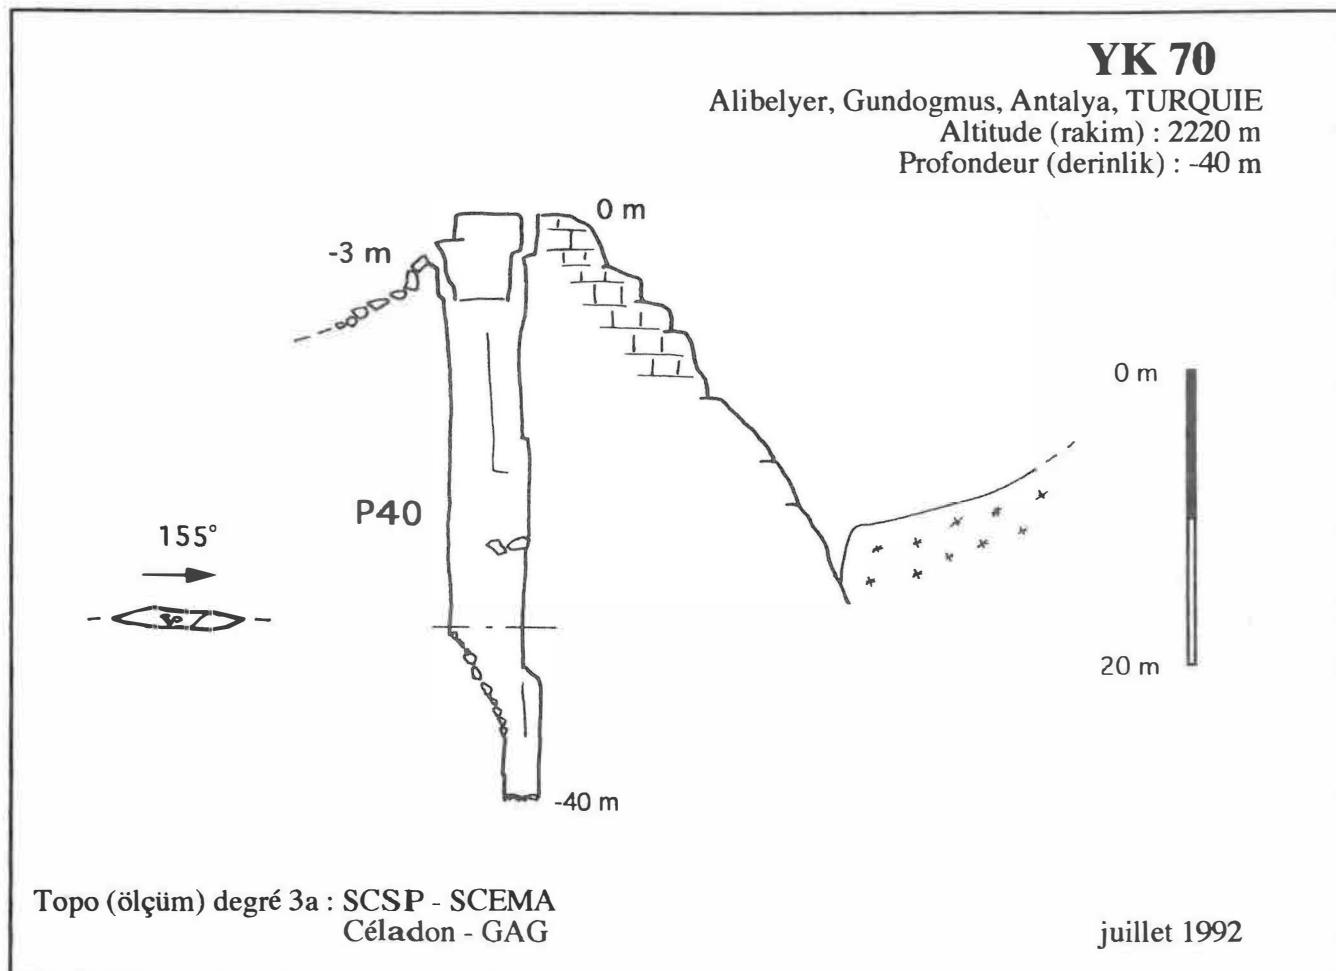 YK 70
Alibelyer, Gundogmus, Antalya, TURQUIE
Altitude (rakim) : 2220 m
Profondeur (derinlik) : -40 m
0 m
-3 m
0 m
P40
155°
20 m
-40 m
Topo (ölçüm) degré 3a : SCSP - SCEMA
Céladon - GAG
juillet 1992